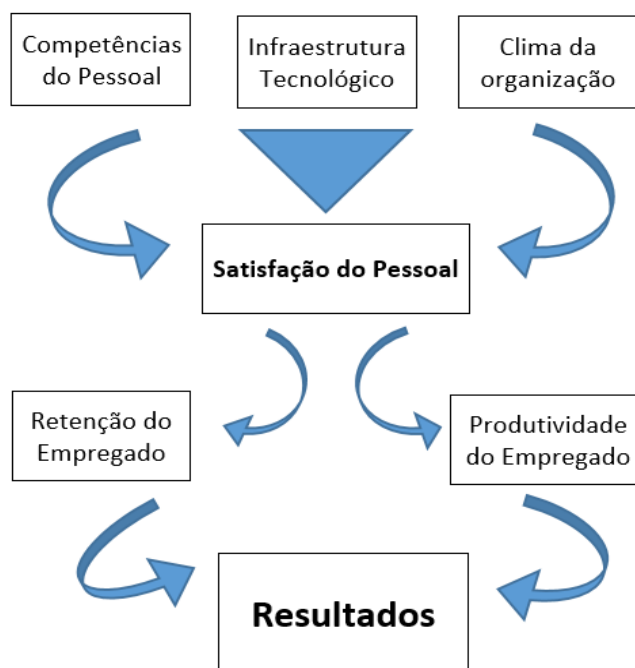 Competências
do Pessoal
Infraestrutura
Tecnológico
Clima da
organização
Satisfação do Pessoal
Retenção do
Empregado
Produtividade
do Empregado
Resultados